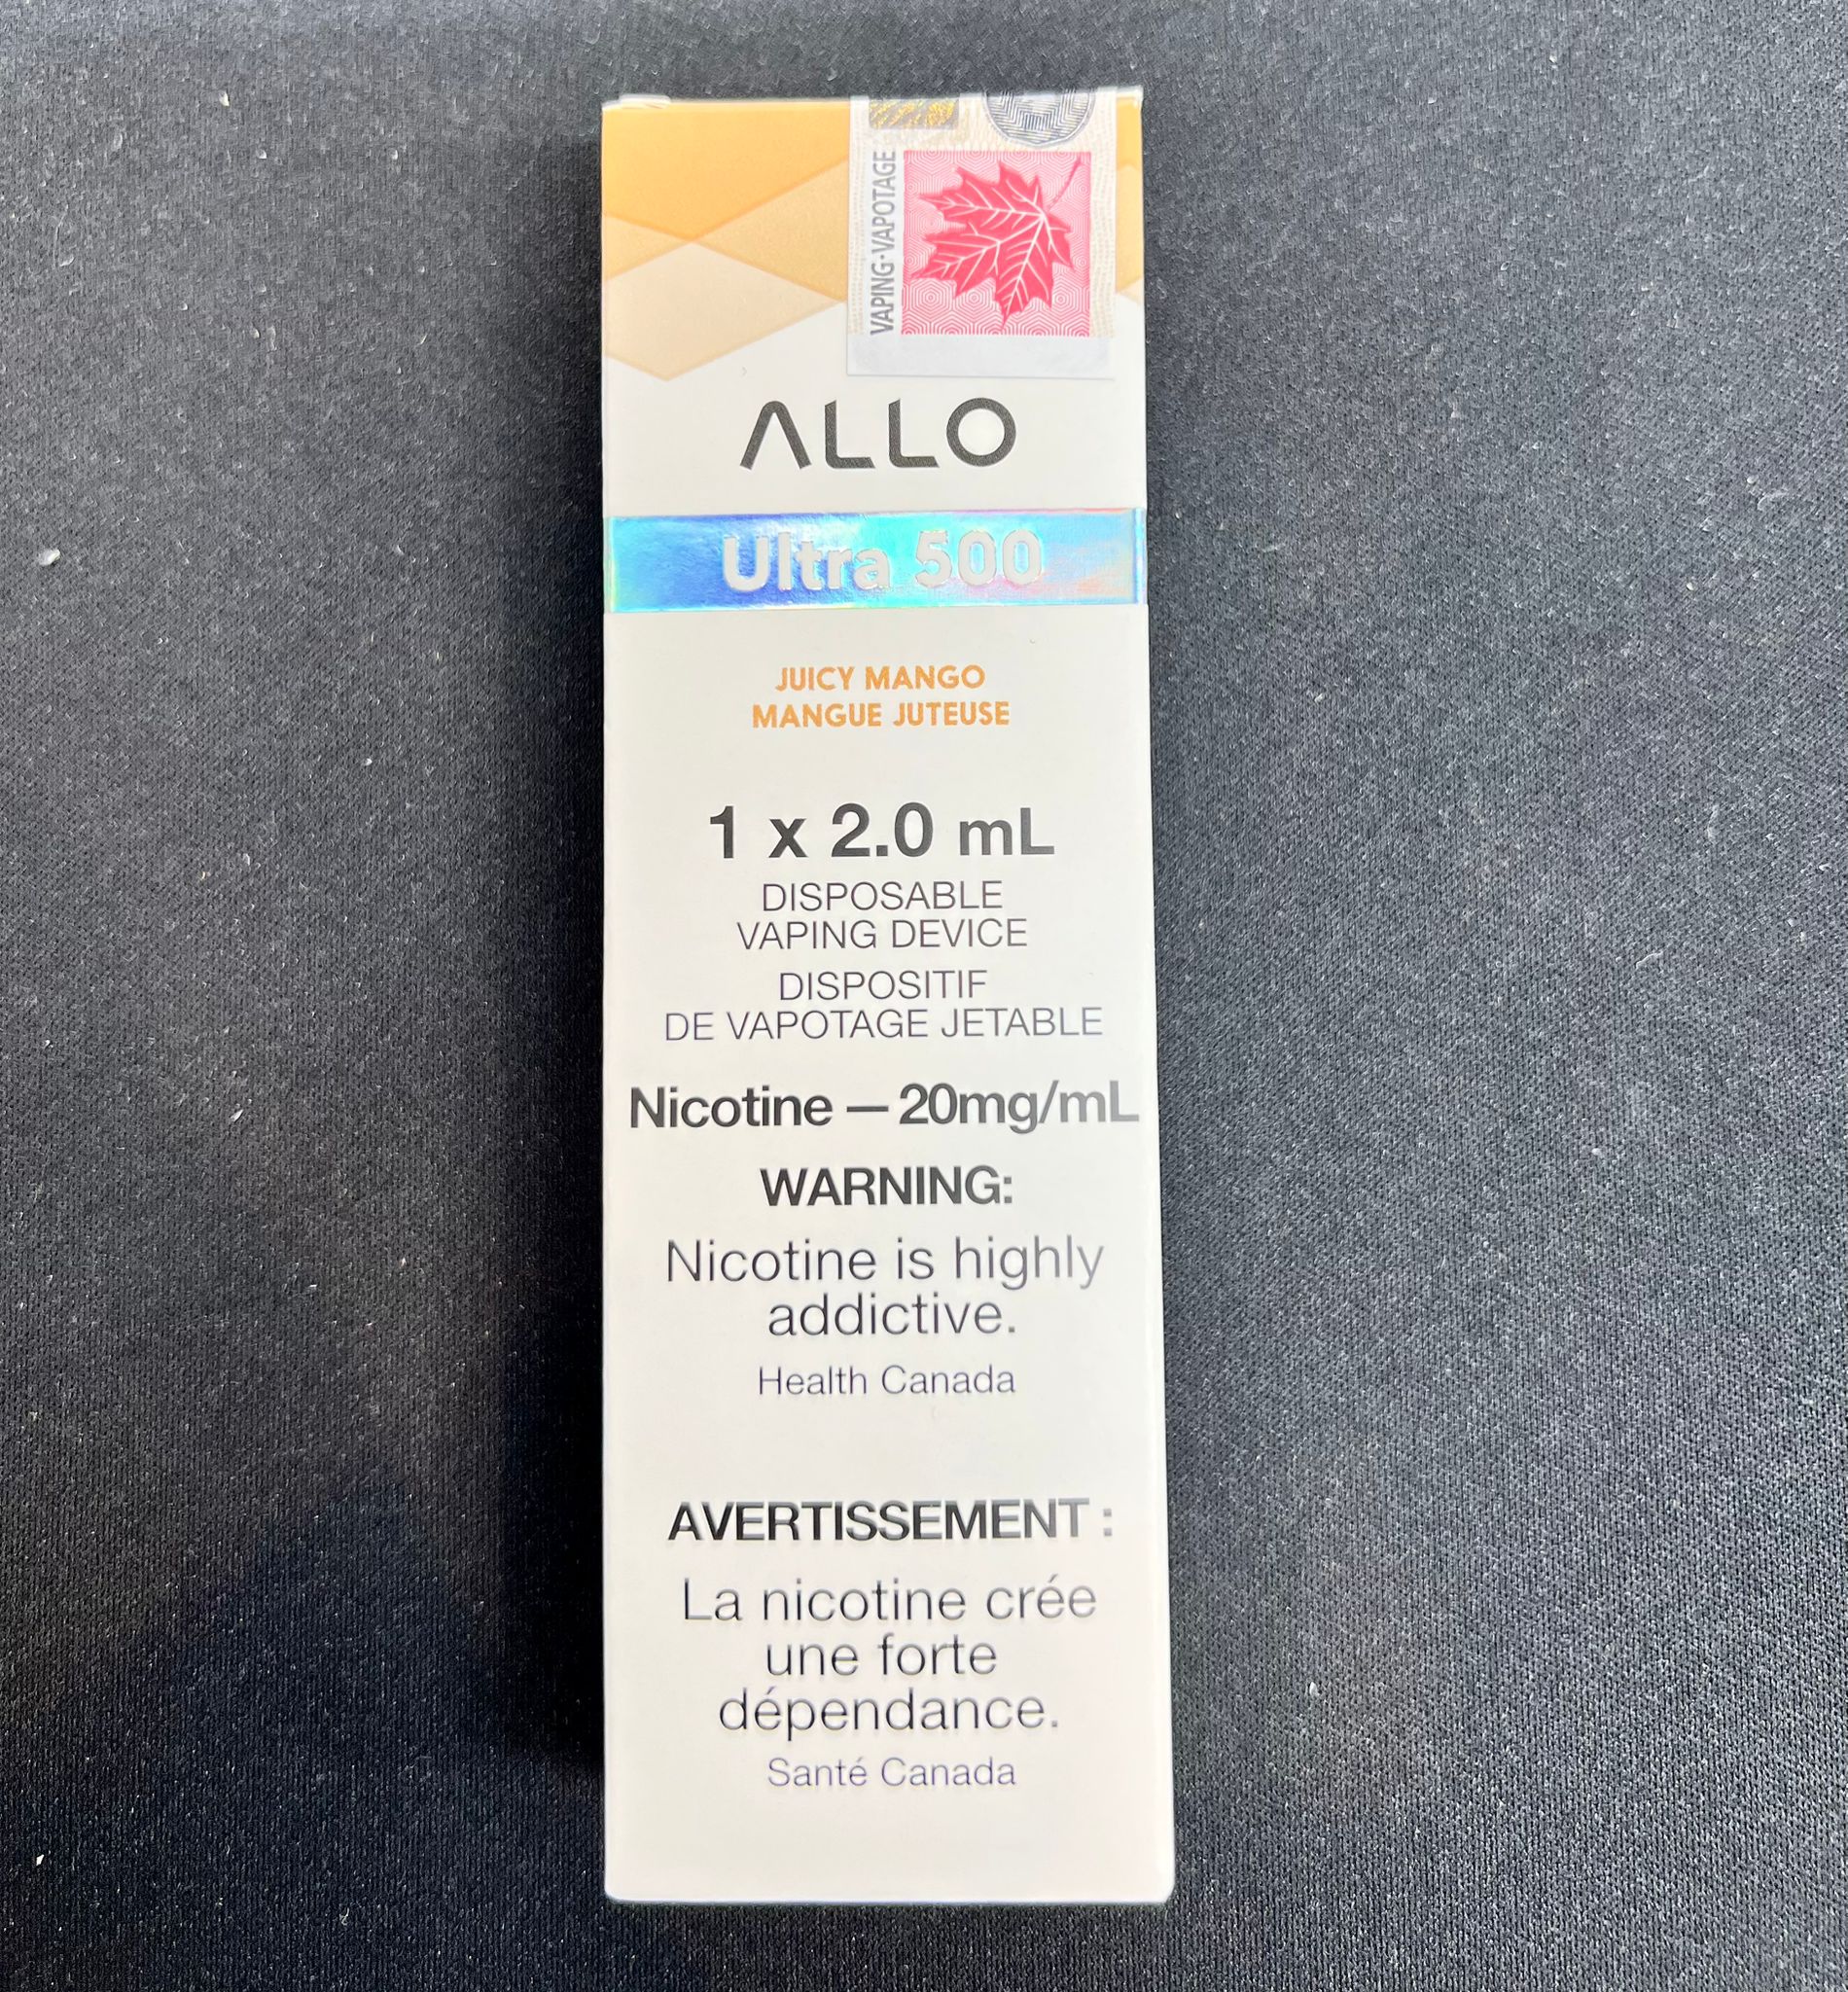 VAPING·VAPOTAGE
ALLO
Ultra 500
JUICY MANGO
MANGUE JUTEUSE
1 x 2.0 mL
DISPOSABLE
VAPING DEVICE
DISPOSITIF
DE VAPOTAGE JETABLE
Nicotine — 20mg/mL
WARNING:
Nicotine is highly
addictive.
Health Canada
AVERTISSEMENT :
La nicotine crée
une forte
dépendance.
Santé Canada